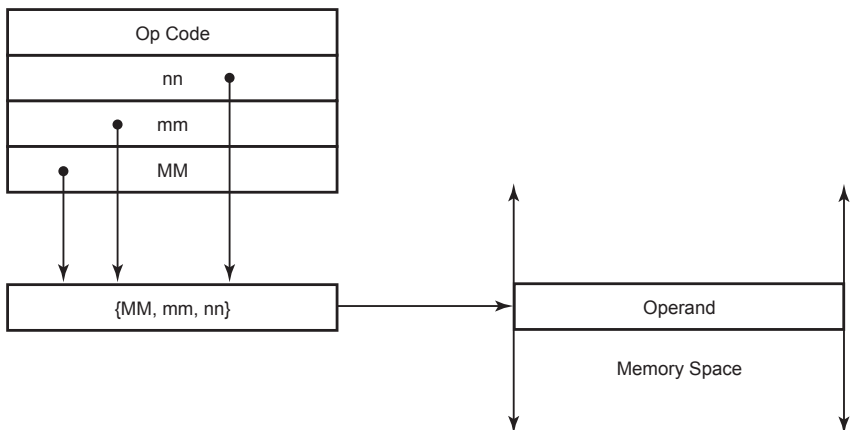 Op Code
nn
mm
MM
{MM, mm, nn}
Operand
Memory Space